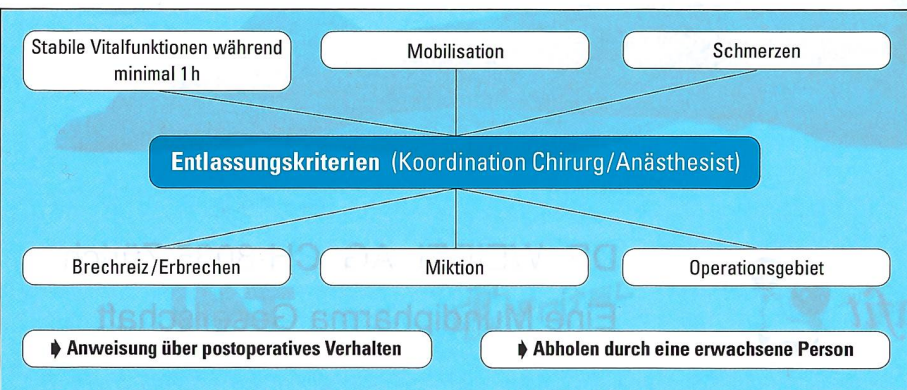 Stabile Vitalfunktionen während
minimal 1h
Mobilisation
Schmerzen
Entlassungskriterien (Koordination Chirurg/Anästhesist)
Brechreiz/Erbrechen
Miktion
Operationsgebiet
Eine Mundipharma Gesellschaft
➧ Anweisung über postoperatives Verhalten
➧ Abholen durch eine erwachsene Person